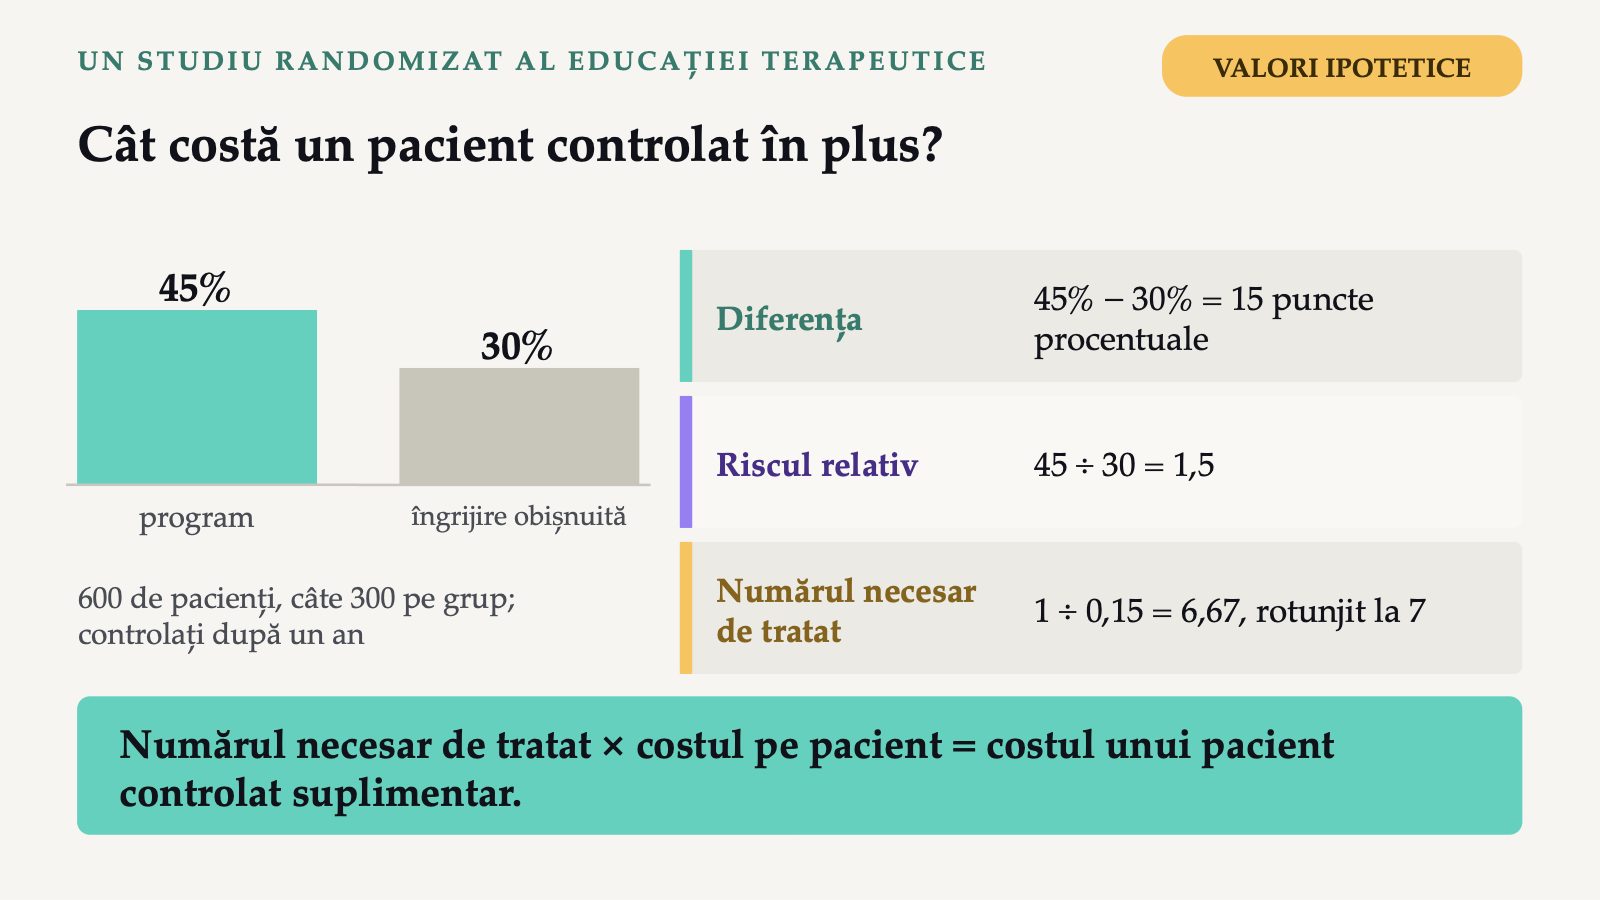 UN STUDIU RANDOMIZAT AL EDUCAȚIEI TERAPEUTICE
VALORI IPOTETICE
Cât costă un pacient controlat în plus?
45%
30%
program
îngrijire obișnuită
600 de pacienți, câte 300 pe grup;
controlați după un an
Diferența
45% − 30% = 15 puncte
procentuale
Riscul relativ
45 ÷ 30 = 1,5
Numărul necesar
de tratat
1 ÷ 0,15 = 6,67, rotunjit la 7
Numărul necesar de tratat × costul pe pacient = costul unui pacient
controlat suplimentar.